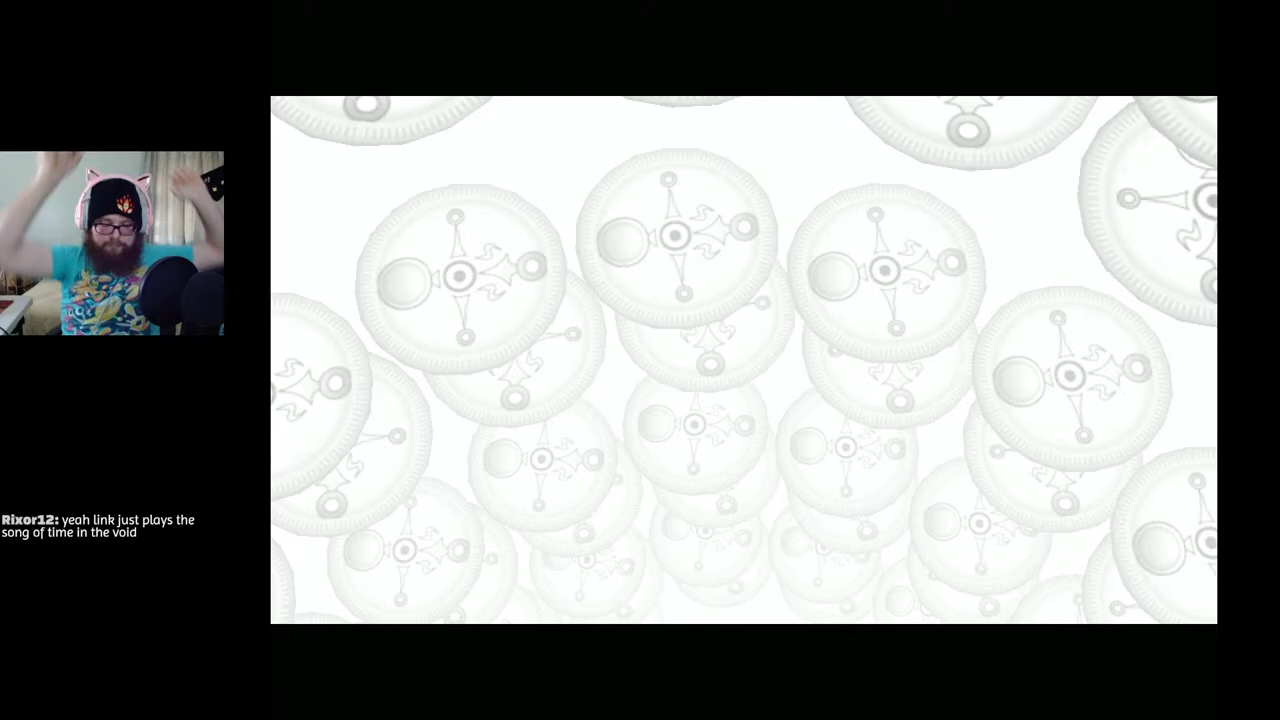 Rixor12: yeah link just plays the
song of time in the void